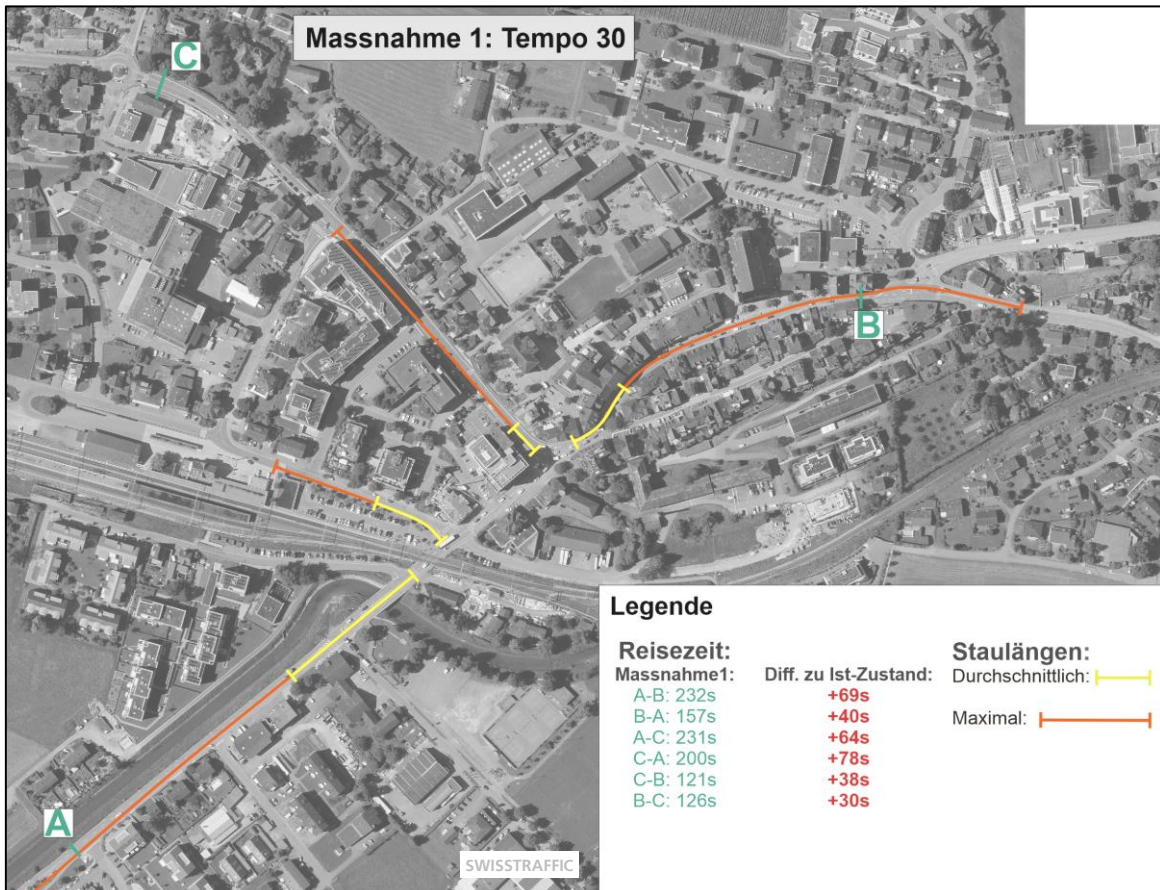 Massnahme 1: Tempo 30
C
B
A
Legende
Reisezeit:
Massnahme1: Diff. zu Ist-Zustand:
A-B: 232s +69s
B-A: 157s +40s
A-C: 231s +64s
C-A: 200s +78s
C-B: 121s +38s
B-C: 126s +30s
Staulängen:
Durchschnittlich:
Maximal:
SWISSTRAFFIC